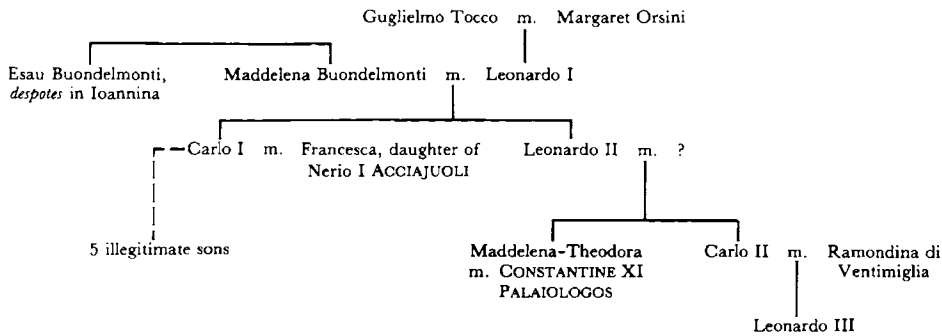 Guglielmo Tocco m. Margaret Orsini
Esau Buondelmonti,
despotes in Ioannina
Maddelena Buondelmonti m. Leonardo I
Carlo I m. Francesca, daughter of
Nerio I ACCIAJUOLI
Leonardo II m. ?
5 illegitimate sons
Maddelena-Theodora
m. CONSTANTINE XI
PALAIOLOGOS
Carlo II m. Ramondina di
Ventimiglia
Leonardo III